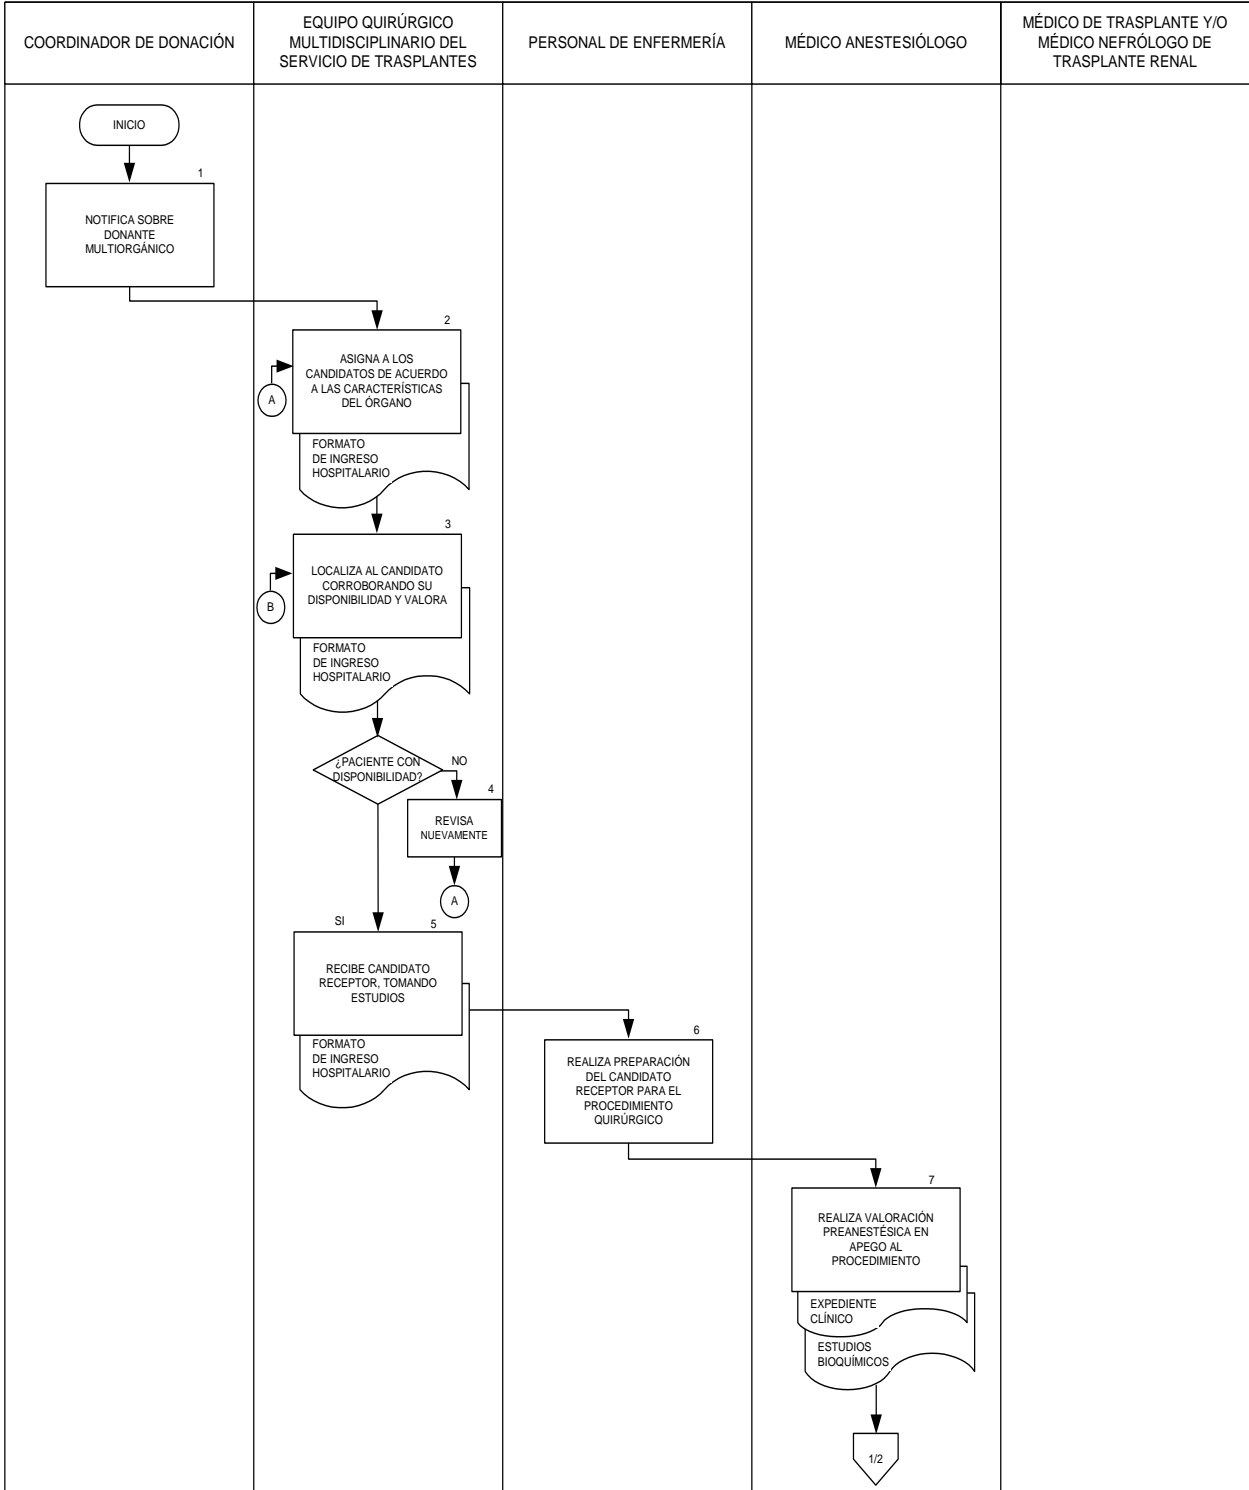 COORDINADOR DE DONACIÓN
EQUIPO QUIRÚRGICO
MULTIDISCIPLINARIO DEL
SERVICIO DE TRASPLANTES
PERSONAL DE ENFERMERÍA
MÉDICO ANESTESIÓLOGO
MÉDICO DE TRASPLANTE Y/O
MÉDICO NEFRÓLOGO DE
TRASPLANTE RENAL
INICIO
1
NOTIFICA SOBRE
DONANTE
MULTIORGÁNICO
2
ASIGNA A LOS
CANDIDATOS DE ACUERDO
A LAS CARACTERÍSTICAS
DEL ÓRGANO
A
FORMATO
DE INGRESO
HOSPITALARIO
3
LOCALIZA AL CANDIDATO
CORROBORANDO SU
DISPONIBILIDAD Y VALORA
B
FORMATO
DE INGRESO
HOSPITALARIO
¿PACIENTE CON
DISPONIBILIDAD?
NO
4
REVISA
NUEVAMENTE
A
SI
5
RECIBE CANDIDATO
RECEPTOR, TOMANDO
ESTUDIOS
FORMATO
DE INGRESO
HOSPITALARIO
6
REALIZA PREPARACIÓN
DEL CANDIDATO
RECEPTOR PARA EL
PROCEDIMIENTO
QUIRÚRGICO
7
REALIZA VALORACIÓN
PREANESTÉSICA EN
APEGO AL
PROCEDIMIENTO
EXPEDIENTE
CLÍNICO
ESTUDIOS
BIOQUÍMICOS
1/2